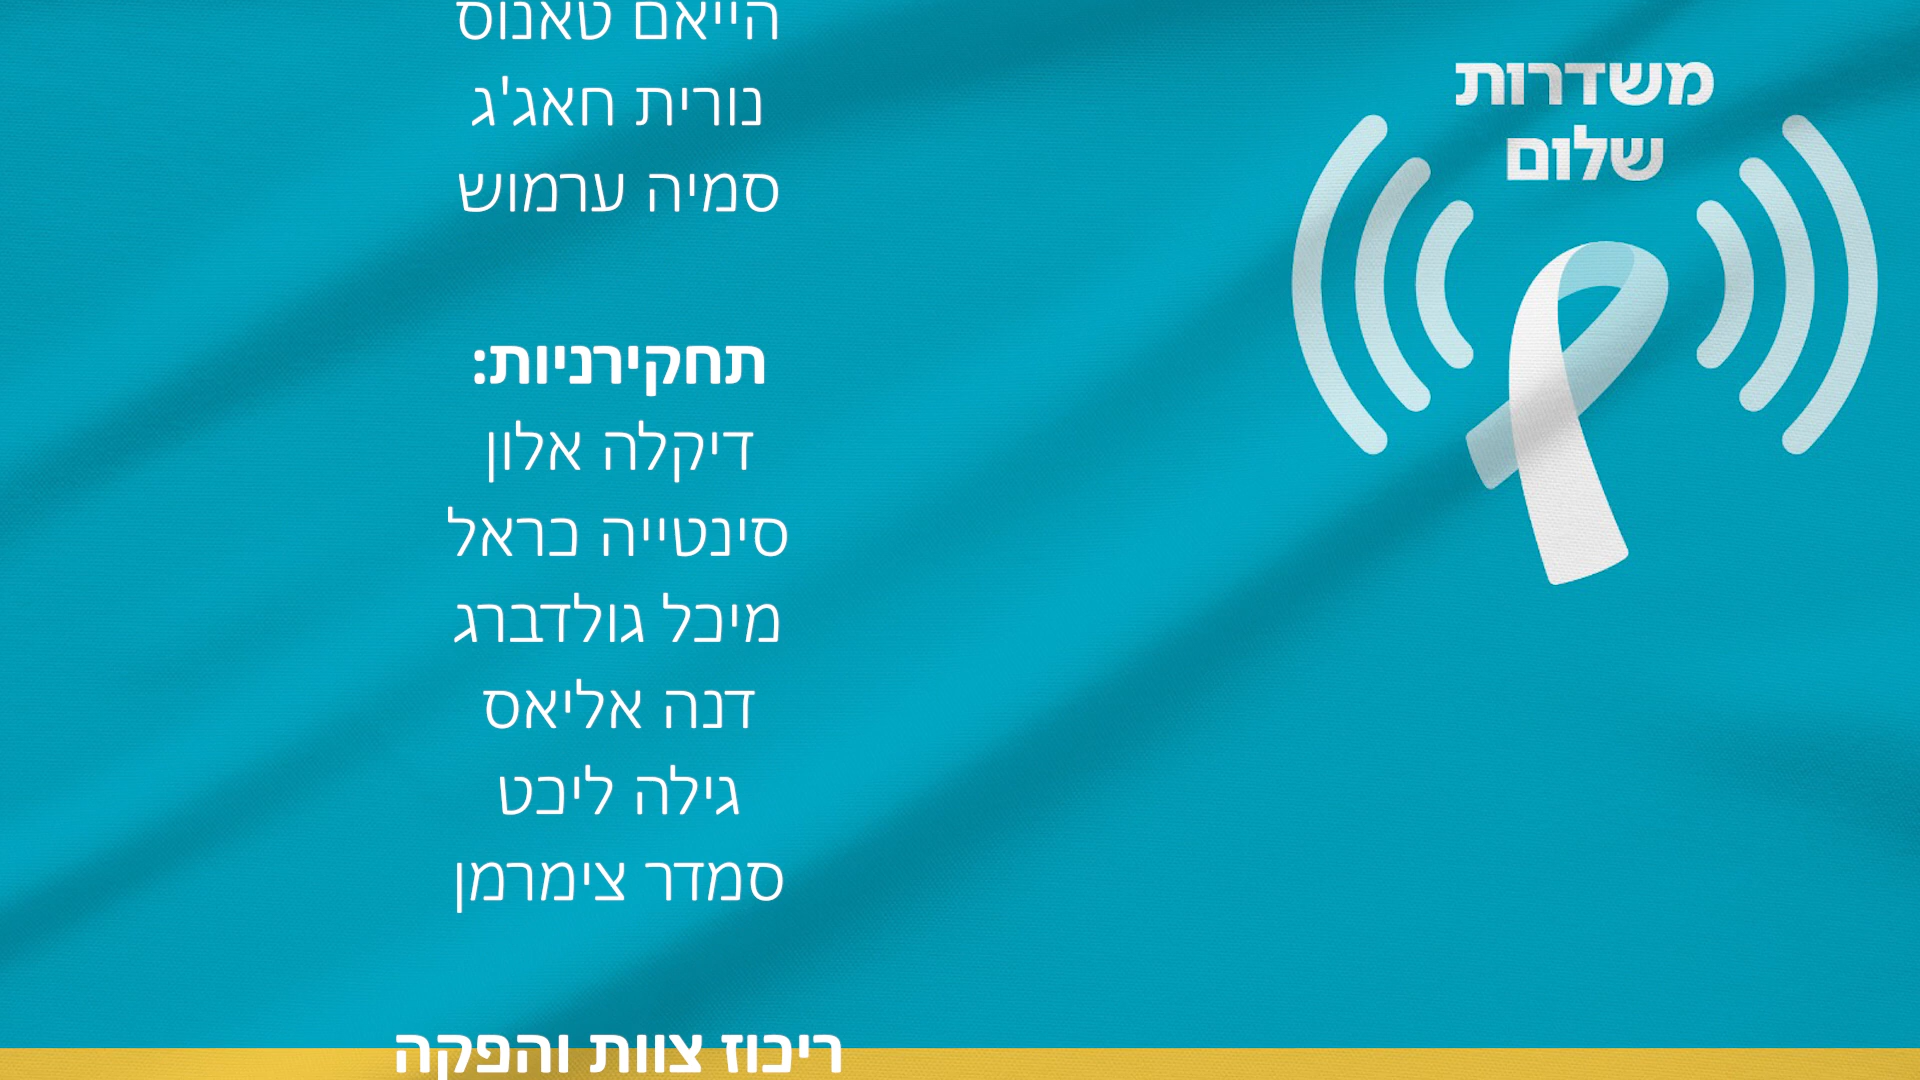 משדרות
שלום
הייאם טאנוס
נורית חאג'ג
סמיה ערמוש
תחקירניות:
דיקלה אלון
סינטייה כראל
מיכל גולדברג
דנה אליאס
גילה ליכט
סמדר צימרמן
ריכוז צוות והפקה